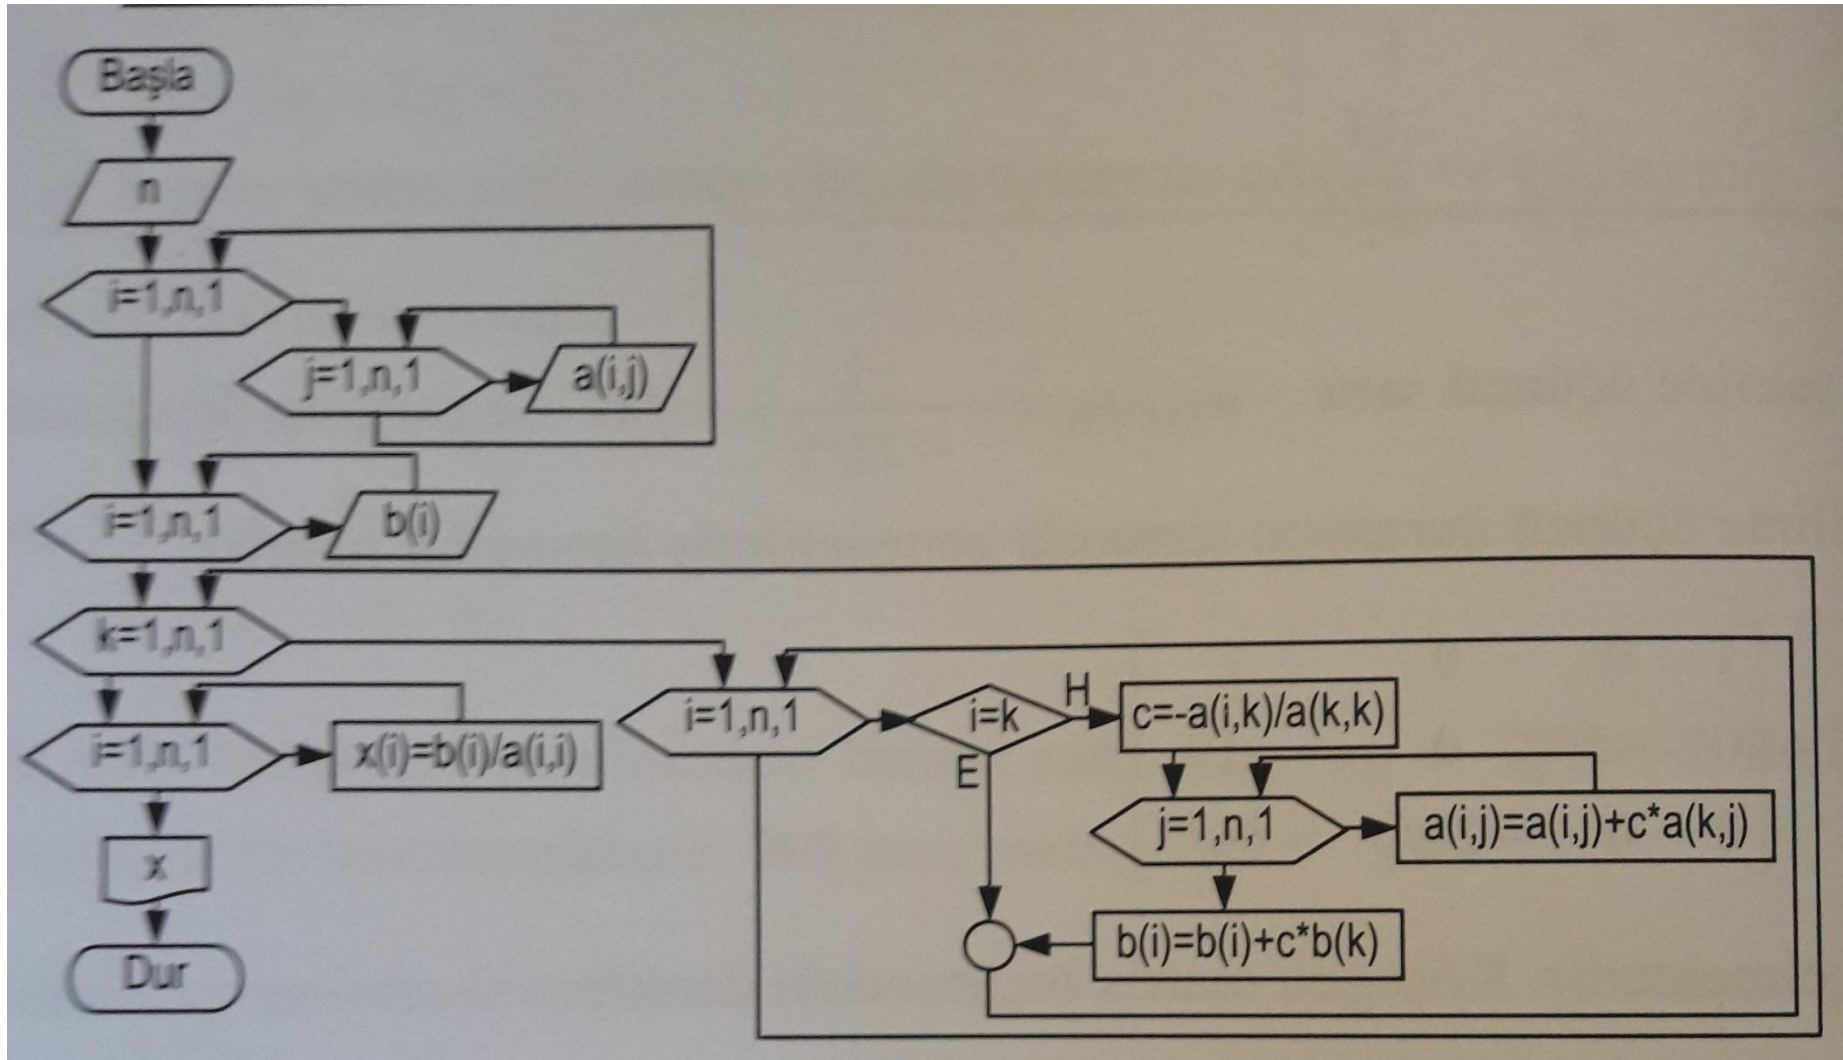 Başla
n
i=1,n,1
j=1,n,1
a(i,j)
i=1,n,1
b(i)
k=1,n,1
i=1,n,1
x(i)=b(i)/a(i,i)
i=1,n,1
i=k
H
c=-a(i,k)/a(k,k)
E
j=1,n,1
a(i,j)=a(i,j)+c*a(k,j)
b(i)=b(i)+c*b(k)
x
Dur